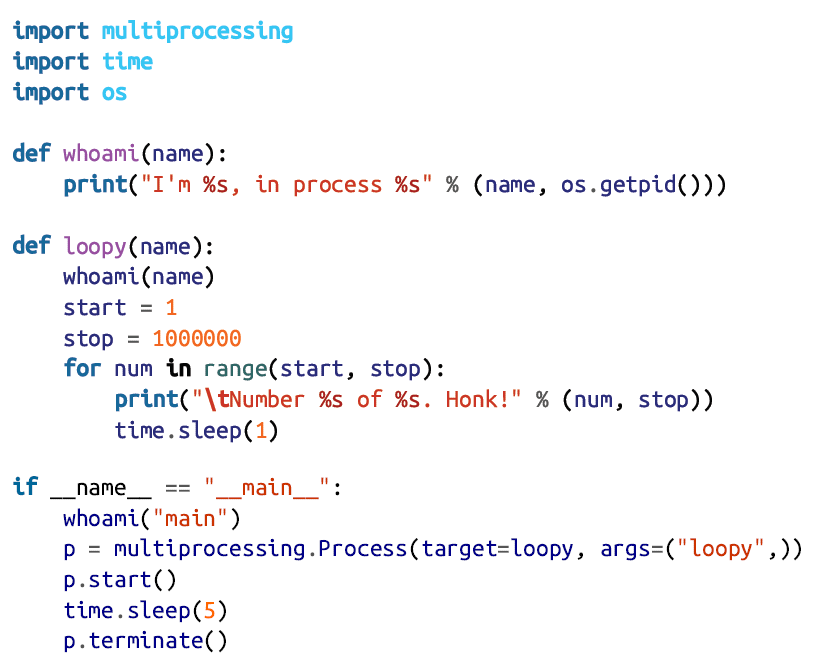 import multiprocessing
import time
import os

def whoami(name):
    print("I'm %s, in process %s" % (name, os.getpid()))

def loopy(name):
    whoami(name)
    start = 1
    stop = 1000000
    for num in range(start, stop):
        print("\tNumber %s of %s. Honk!" % (num, stop))
        time.sleep(1)

if __name__ == "__main__":
    whoami("main")
    p = multiprocessing.Process(target=loopy, args=("loopy",))
    p.start()
    time.sleep(5)
    p.terminate()